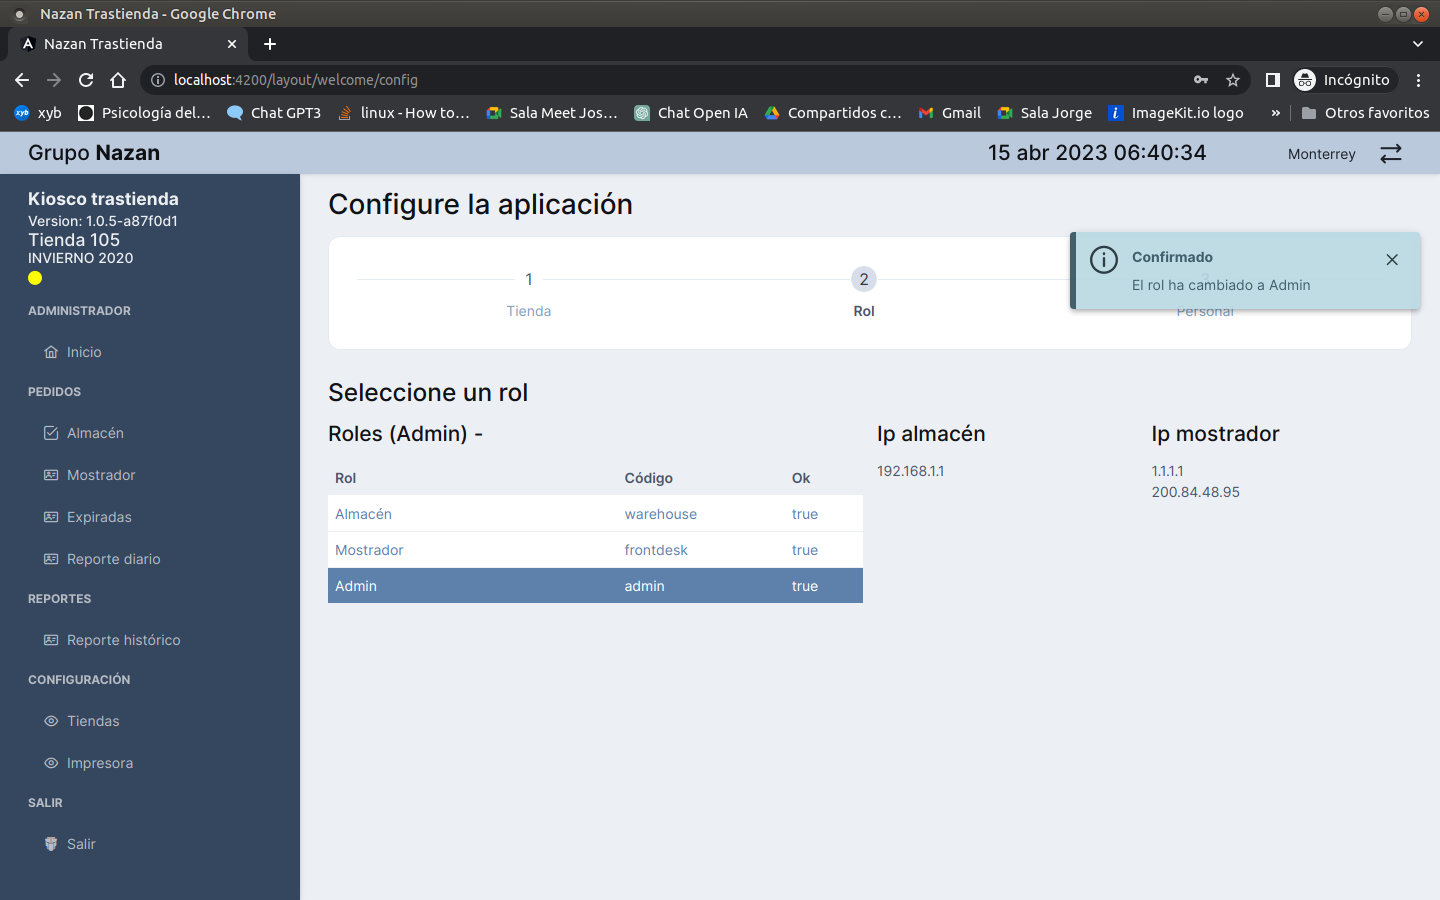 Nazan Trastienda - Google Chrome
Nazan Trastienda
localhost:4200/layout/welcome/config
Incógnito
xyb
Psicología del...
Chat GPT3
linux - How to...
Sala Meet Jos...
Chat Open IA
Compartidos c...
Gmail
Sala Jorge
ImageKit.io logo
»
Otros favoritos
Grupo Nazan
15 abr 2023 06:40:34
Monterrey
Kiosco trastienda
Version: 1.0.5-a87f0d1
Tienda 105
INVIERNO 2020
ADMINISTRADOR
Inicio
PEDIDOS
Almacén
Mostrador
Expiradas
Reporte diario
REPORTES
Reporte histórico
CONFIGURACIÓN
Tiendas
Impresora
SALIR
Salir
Configure la aplicación
1
Tienda
2
Rol
3
Personal
Confirmado
El rol ha cambiado a Admin
Seleccione un rol
Roles (Admin) -
Rol Código Ok
Almacén warehouse true
Mostrador frontdesk true
Admin admin true
Ip almacén
192.168.1.1
Ip mostrador
1.1.1.1
200.84.48.95